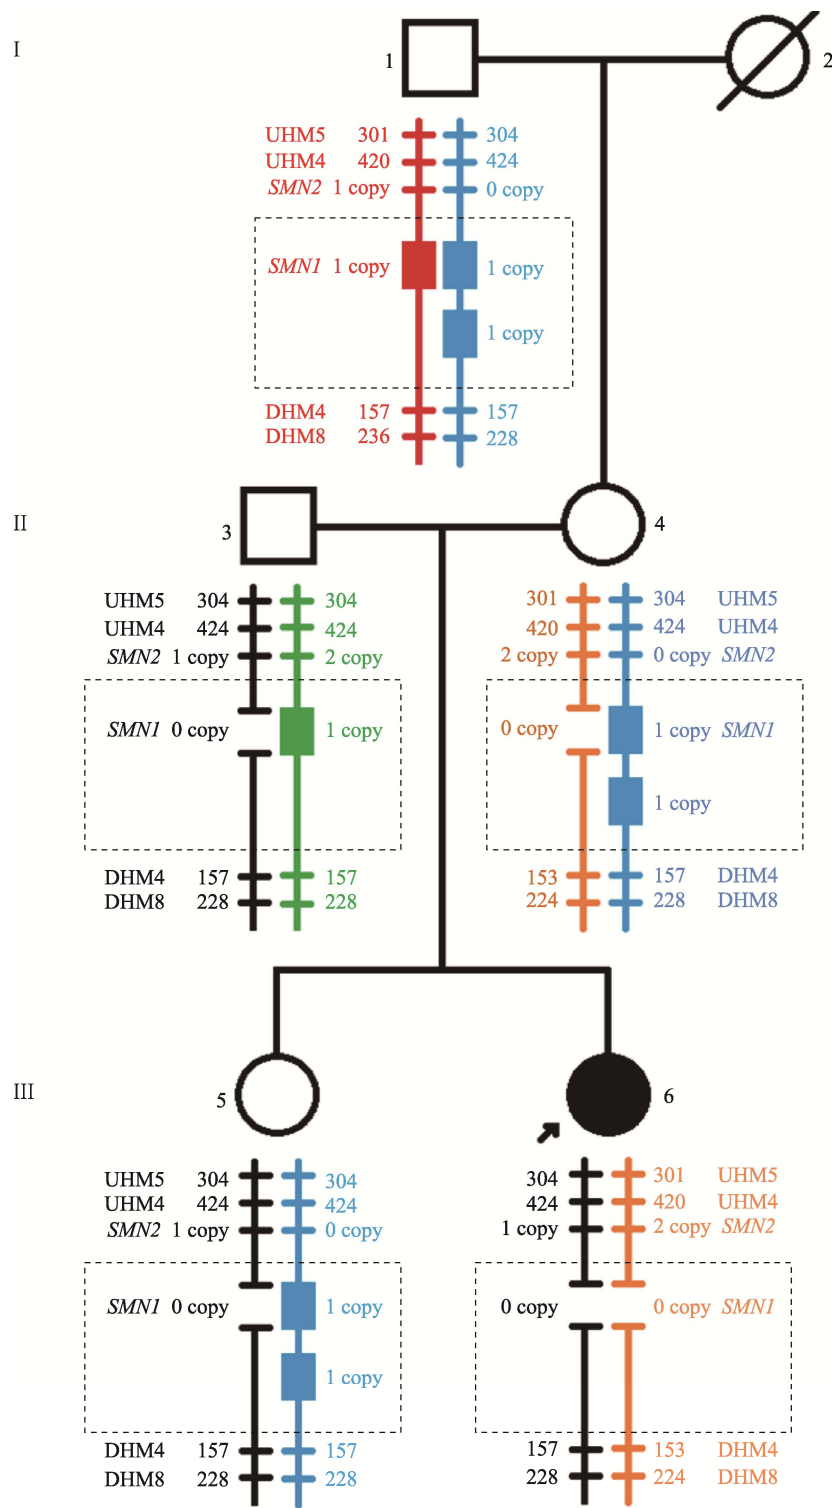 I
1
2
UHM5 301 304
UHM4 420 424
SMN2 1 copy 0 copy
SMN1 1 copy 1 copy
1 copy
DHM4 157 157
DHM8 236 228
II
3
4
UHM5 304 304 301 304 UHM5
UHM4 424 424 420 424 UHM4
SMN2 1 copy 2 copy 2 copy 0 copy SMN2
SMN1 0 copy 1 copy 0 copy 1 copy SMN1
1 copy
DHM4 157 157 153 157 DHM4
DHM8 228 228 224 228 DHM8
III
5
6
UHM5 304 304 304 301 UHM5
UHM4 424 424 424 420 UHM4
SMN2 1 copy 0 copy 1 copy 2 copy SMN2
SMN1 0 copy 1 copy 0 copy 0 copy SMN1
1 copy
DHM4 157 157 157 153 DHM4
DHM8 228 228 228 224 DHM8